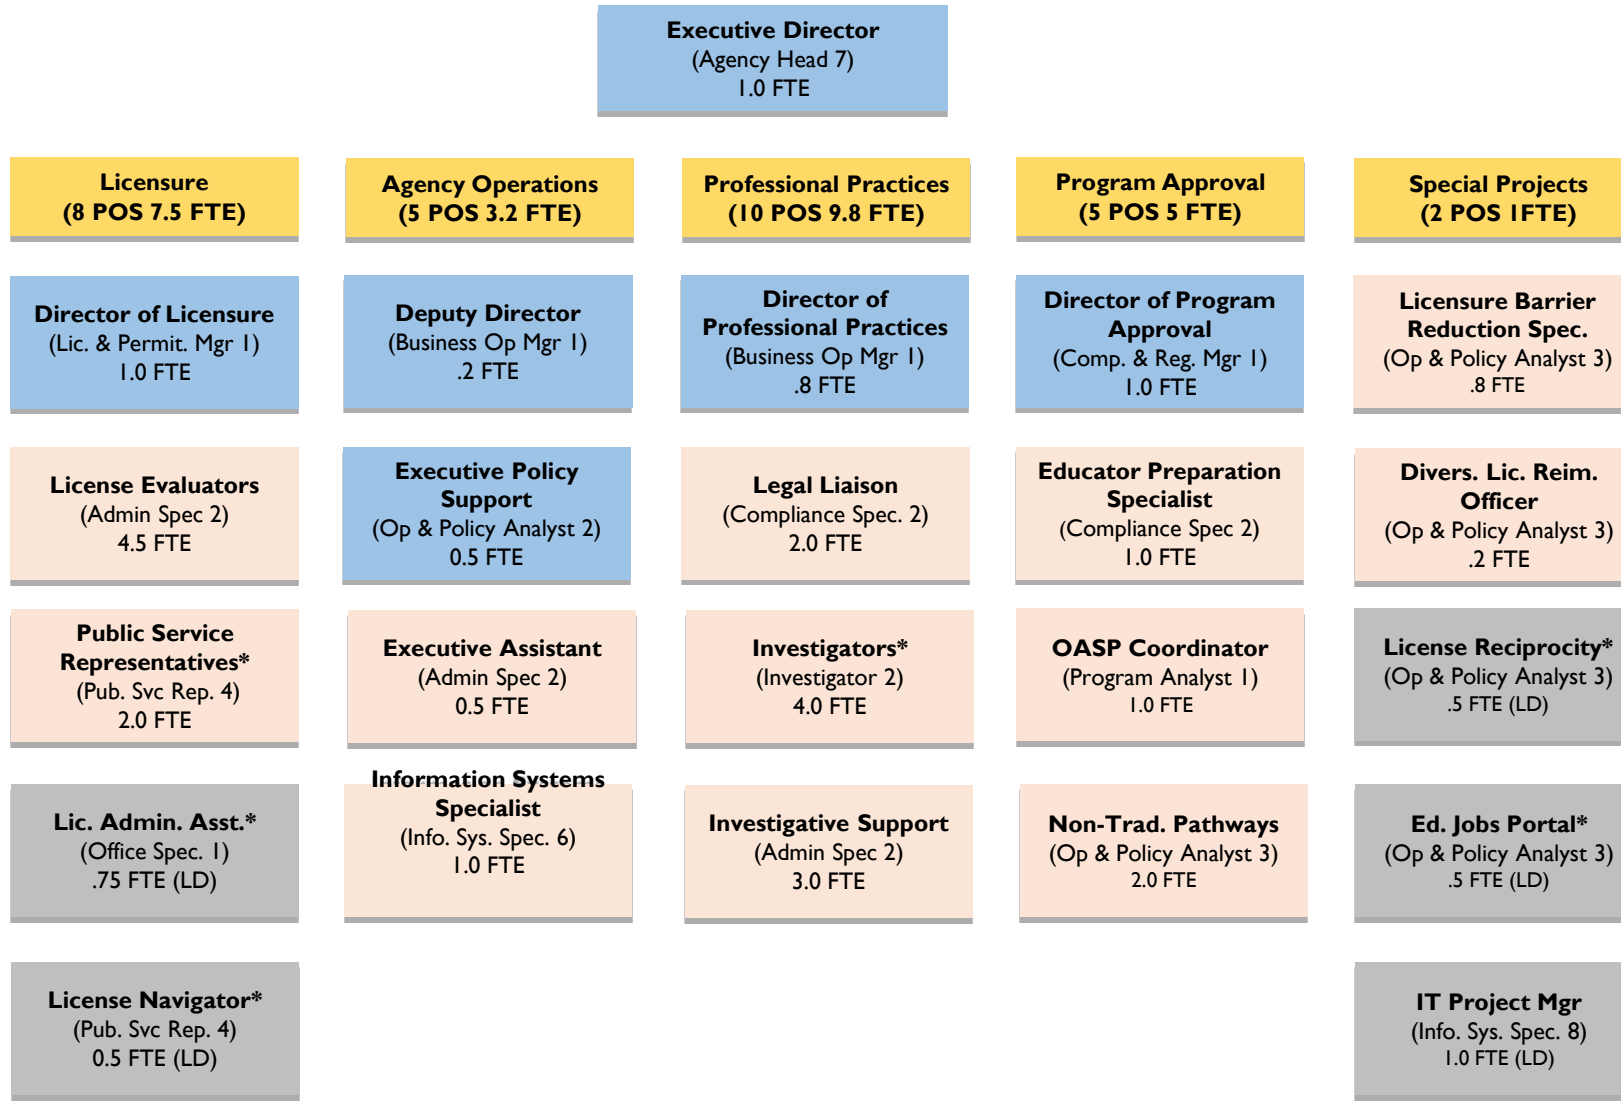 Executive Director
(Agency Head 7)
1.0 FTE
Licensure
(8 POS 7.5 FTE)
Agency Operations
(5 POS 3.2 FTE)
Professional Practices
(10 POS 9.8 FTE)
Program Approval
(5 POS 5 FTE)
Special Projects
(2 POS 1FTE)
Director of Licensure
(Lic. & Permit. Mgr 1)
1.0 FTE
Deputy Director
(Business Op Mgr 1)
.2 FTE
Director of
Professional Practices
(Business Op Mgr 1)
.8 FTE
Director of Program
Approval
(Comp. & Reg. Mgr 1)
1.0 FTE
Licensure Barrier
Reduction Spec.
(Op & Policy Analyst 3)
.8 FTE
License Evaluators
(Admin Spec 2)
4.5 FTE
Executive Policy
Support
(Op & Policy Analyst 2)
0.5 FTE
Legal Liaison
(Compliance Spec. 2)
2.0 FTE
Educator Preparation
Specialist
(Compliance Spec 2)
1.0 FTE
Divers. Lic. Reim.
Officer
(Op & Policy Analyst 3)
.2 FTE
Public Service
Representatives*
(Pub. Svc Rep. 4)
2.0 FTE
Executive Assistant
(Admin Spec 2)
0.5 FTE
Investigators*
(Investigator 2)
4.0 FTE
OASP Coordinator
(Program Analyst 1)
1.0 FTE
License Reciprocity*
(Op & Policy Analyst 3)
.5 FTE (LD)
Lic. Admin. Asst.*
(Office Spec. 1)
.75 FTE (LD)
Information Systems
Specialist
(Info. Sys. Spec. 6)
1.0 FTE
Investigative Support
(Admin Spec 2)
3.0 FTE
Non-Trad. Pathways
(Op & Policy Analyst 3)
2.0 FTE
Ed. Jobs Portal*
(Op & Policy Analyst 3)
.5 FTE (LD)
License Navigator*
(Pub. Svc Rep. 4)
0.5 FTE (LD)
IT Project Mgr
(Info. Sys. Spec. 8)
1.0 FTE (LD)